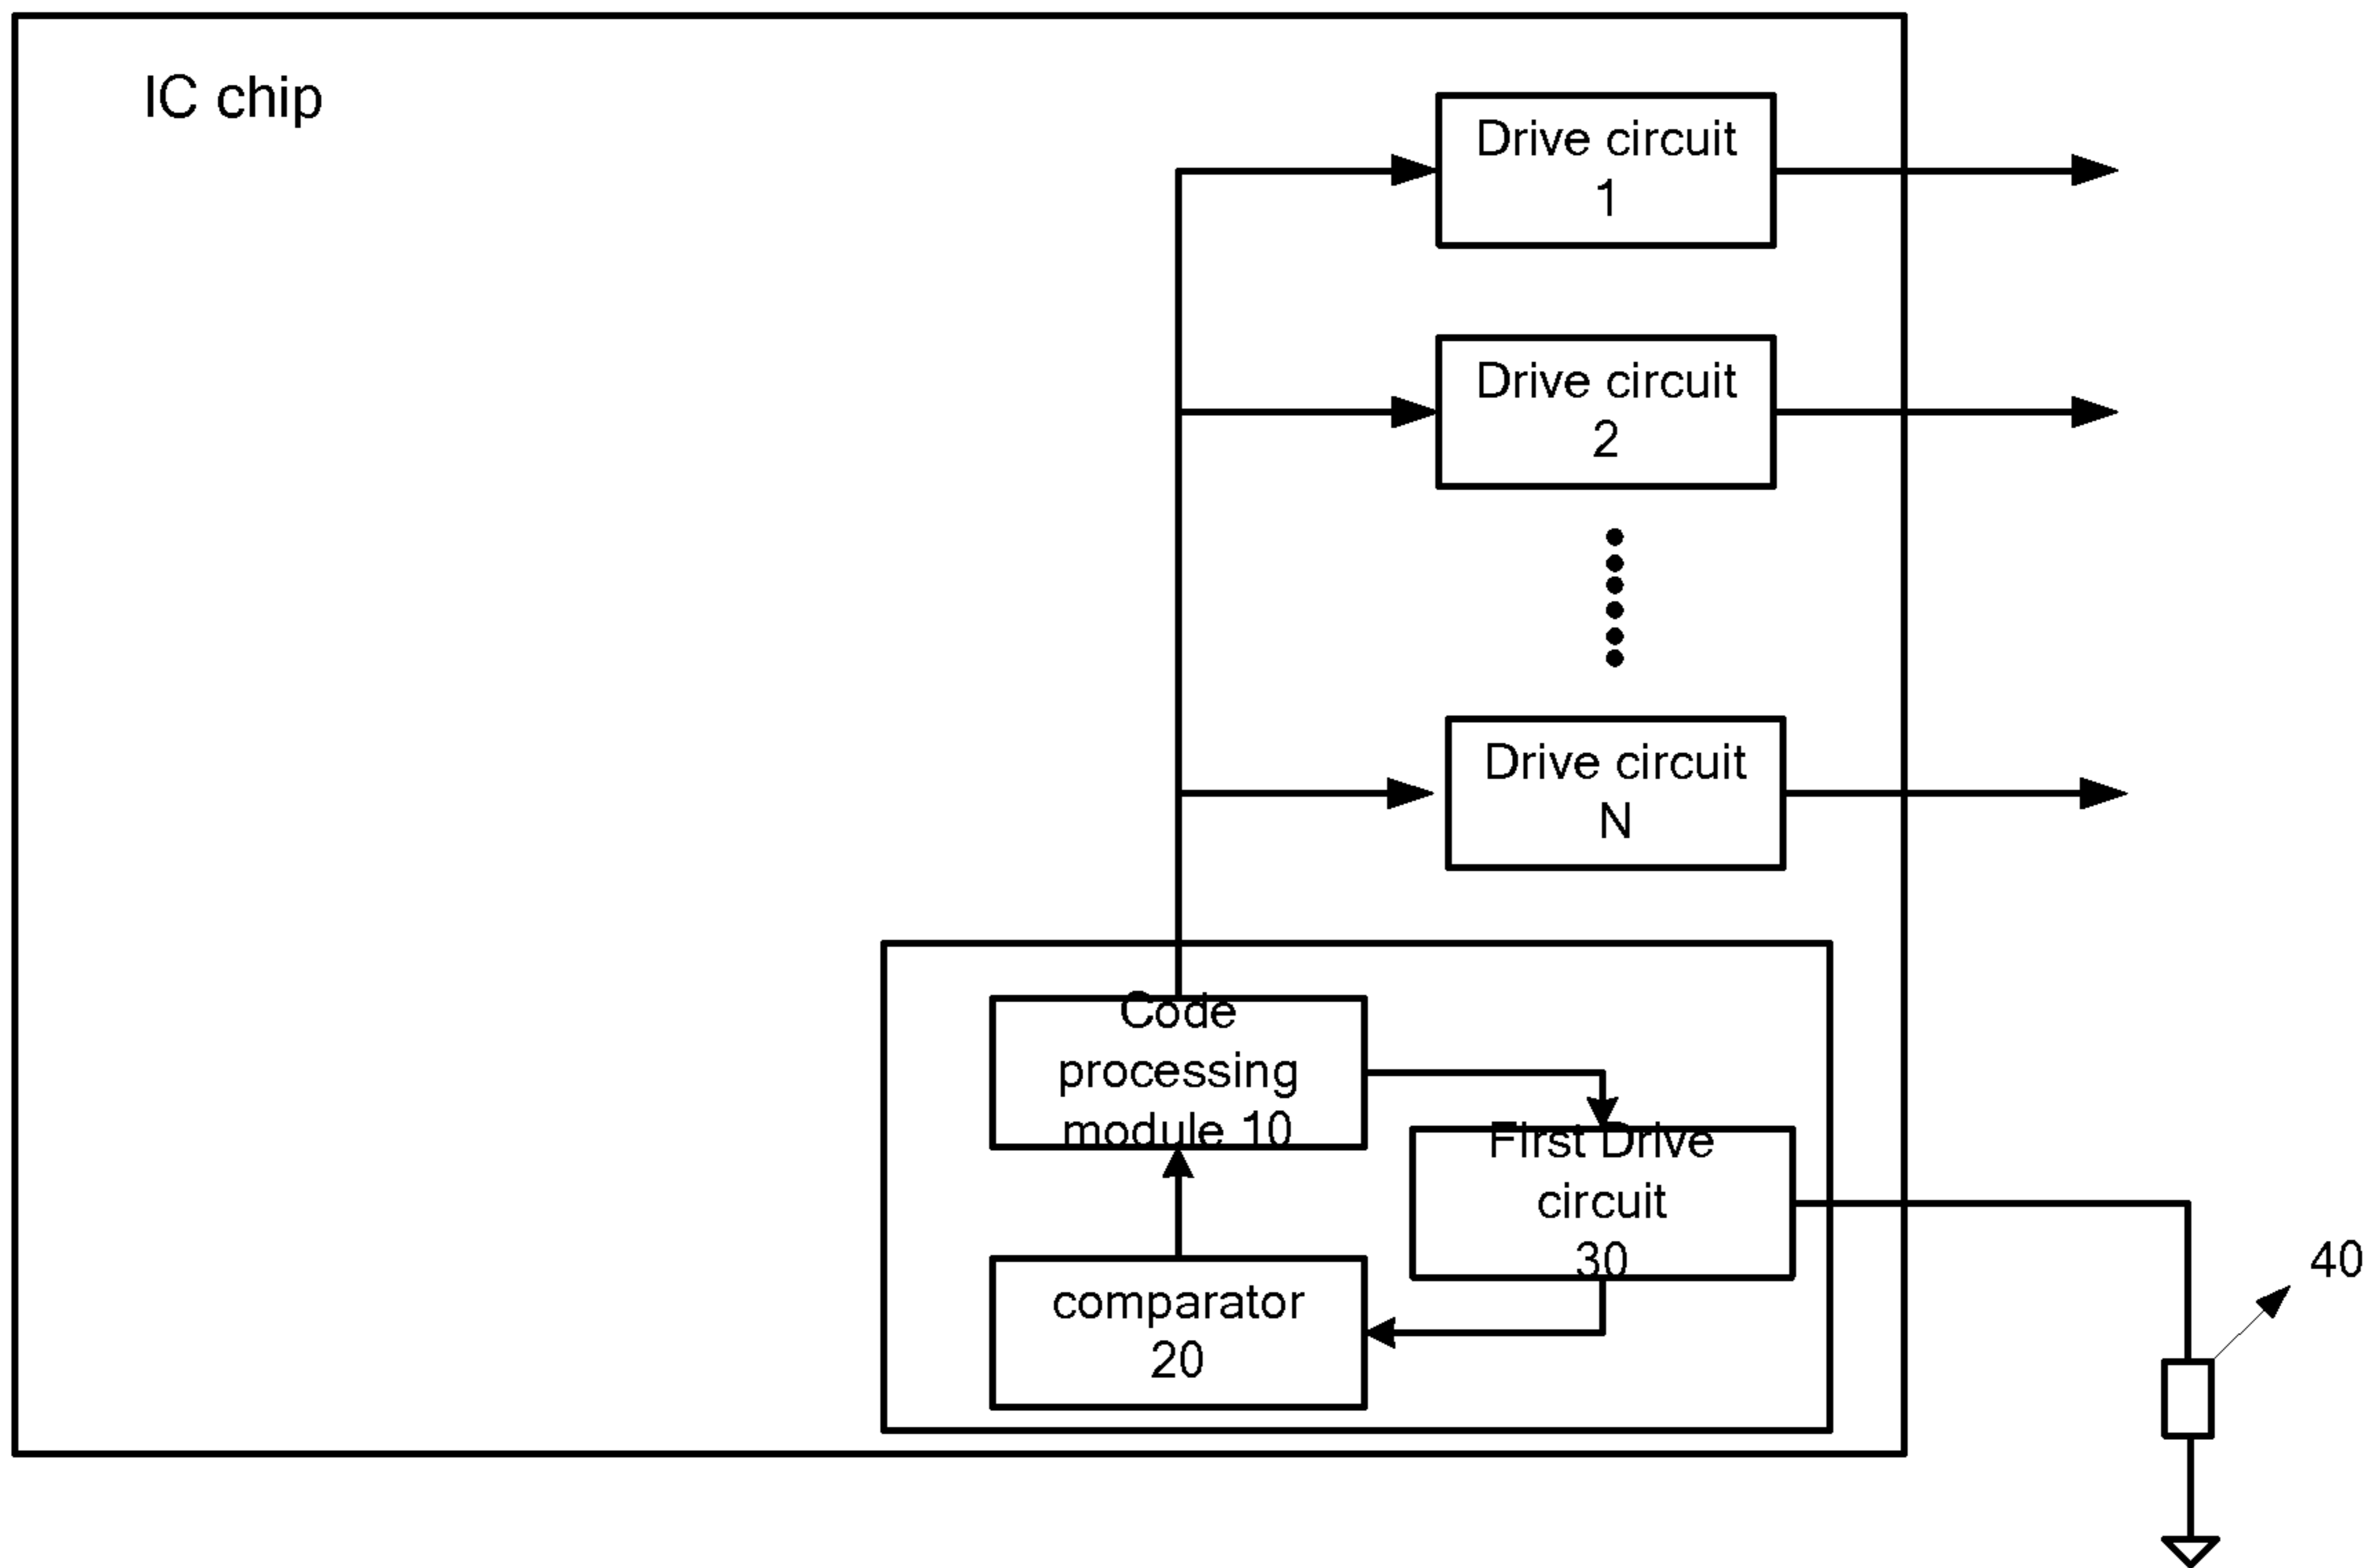 IC chip
Drive circuit
1
Drive circuit
2
Drive circuit
N
Code
processing
module 10
First Drive
circuit
30
comparator
20
40